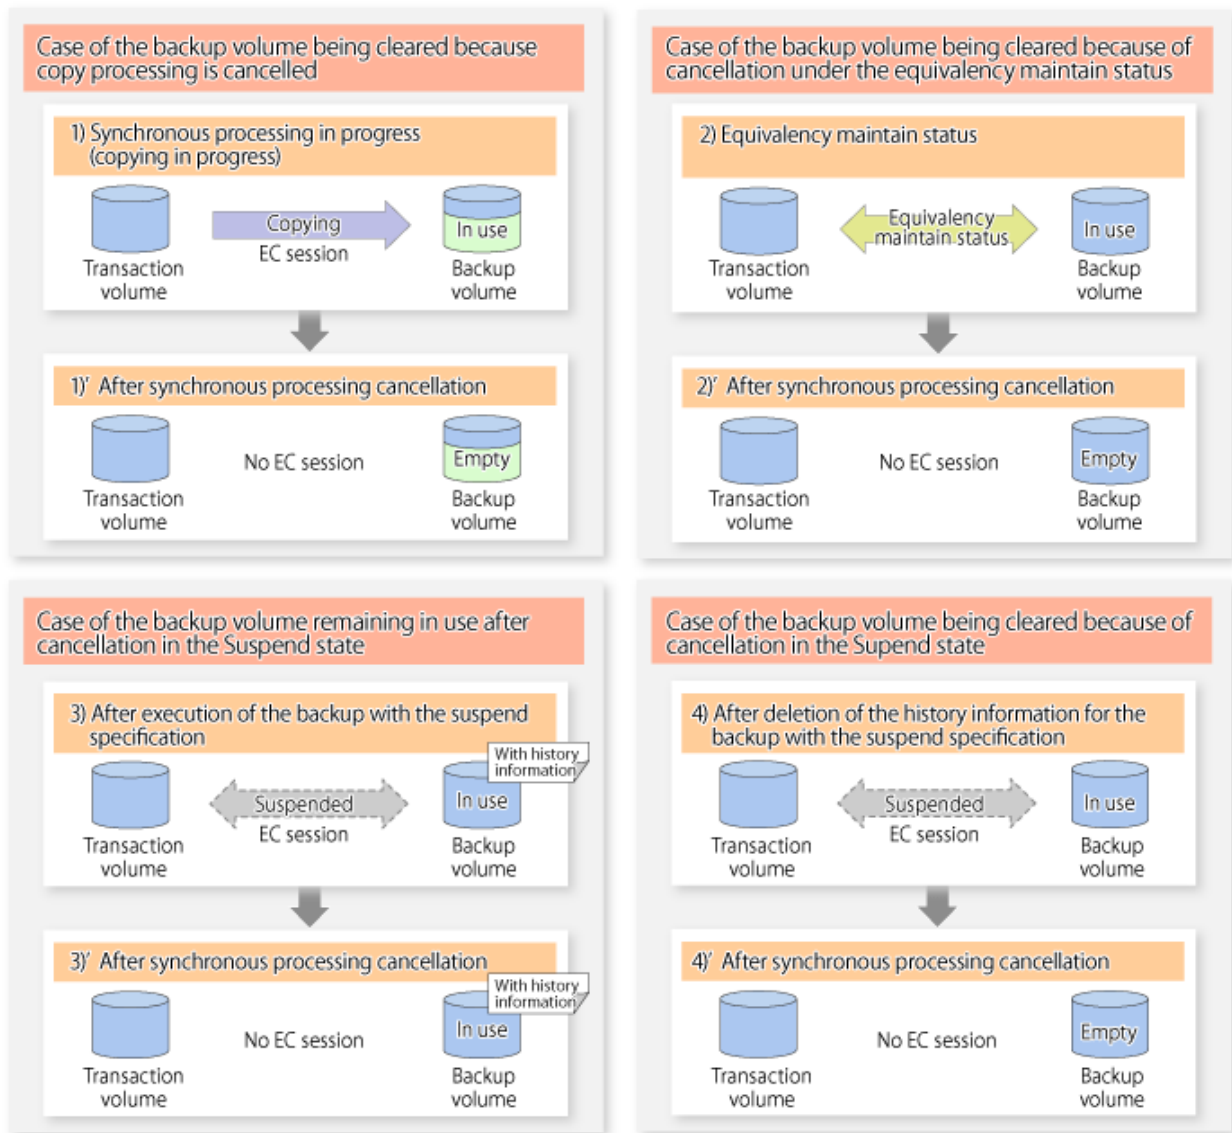 Case of the backup volume being cleared because
copy processing is cancelled
1) Synchronous processing in progress
(copying in progress)
Copying
EC session
In use
Transaction
volume
Backup
volume
1)' After synchronous processing cancellation
No EC session
Empty
Transaction
volume
Backup
volume
Case of the backup volume being cleared because of
cancellation under the equivalency maintain status
2) Equivalency maintain status
Equivalency
maintain status
In use
Transaction
volume
Backup
volume
2)' After synchronous processing cancellation
No EC session
Empty
Transaction
volume
Backup
volume
Case of the backup volume remaining in use after
cancellation in the Suspend state
3) After execution of the backup with the suspend
specification
With history
information
Suspended
EC session
In use
Transaction
volume
Backup
volume
3)' After synchronous processing cancellation
With history
information
No EC session
In use
Transaction
volume
Backup
volume
Case of the backup volume being cleared because of
cancellation in the Supend state
4) After deletion of the history information for the
backup with the suspend specification
Suspended
EC session
In use
Transaction
volume
Backup
volume
4)' After synchronous processing cancellation
No EC session
Empty
Transaction
volume
Backup
volume